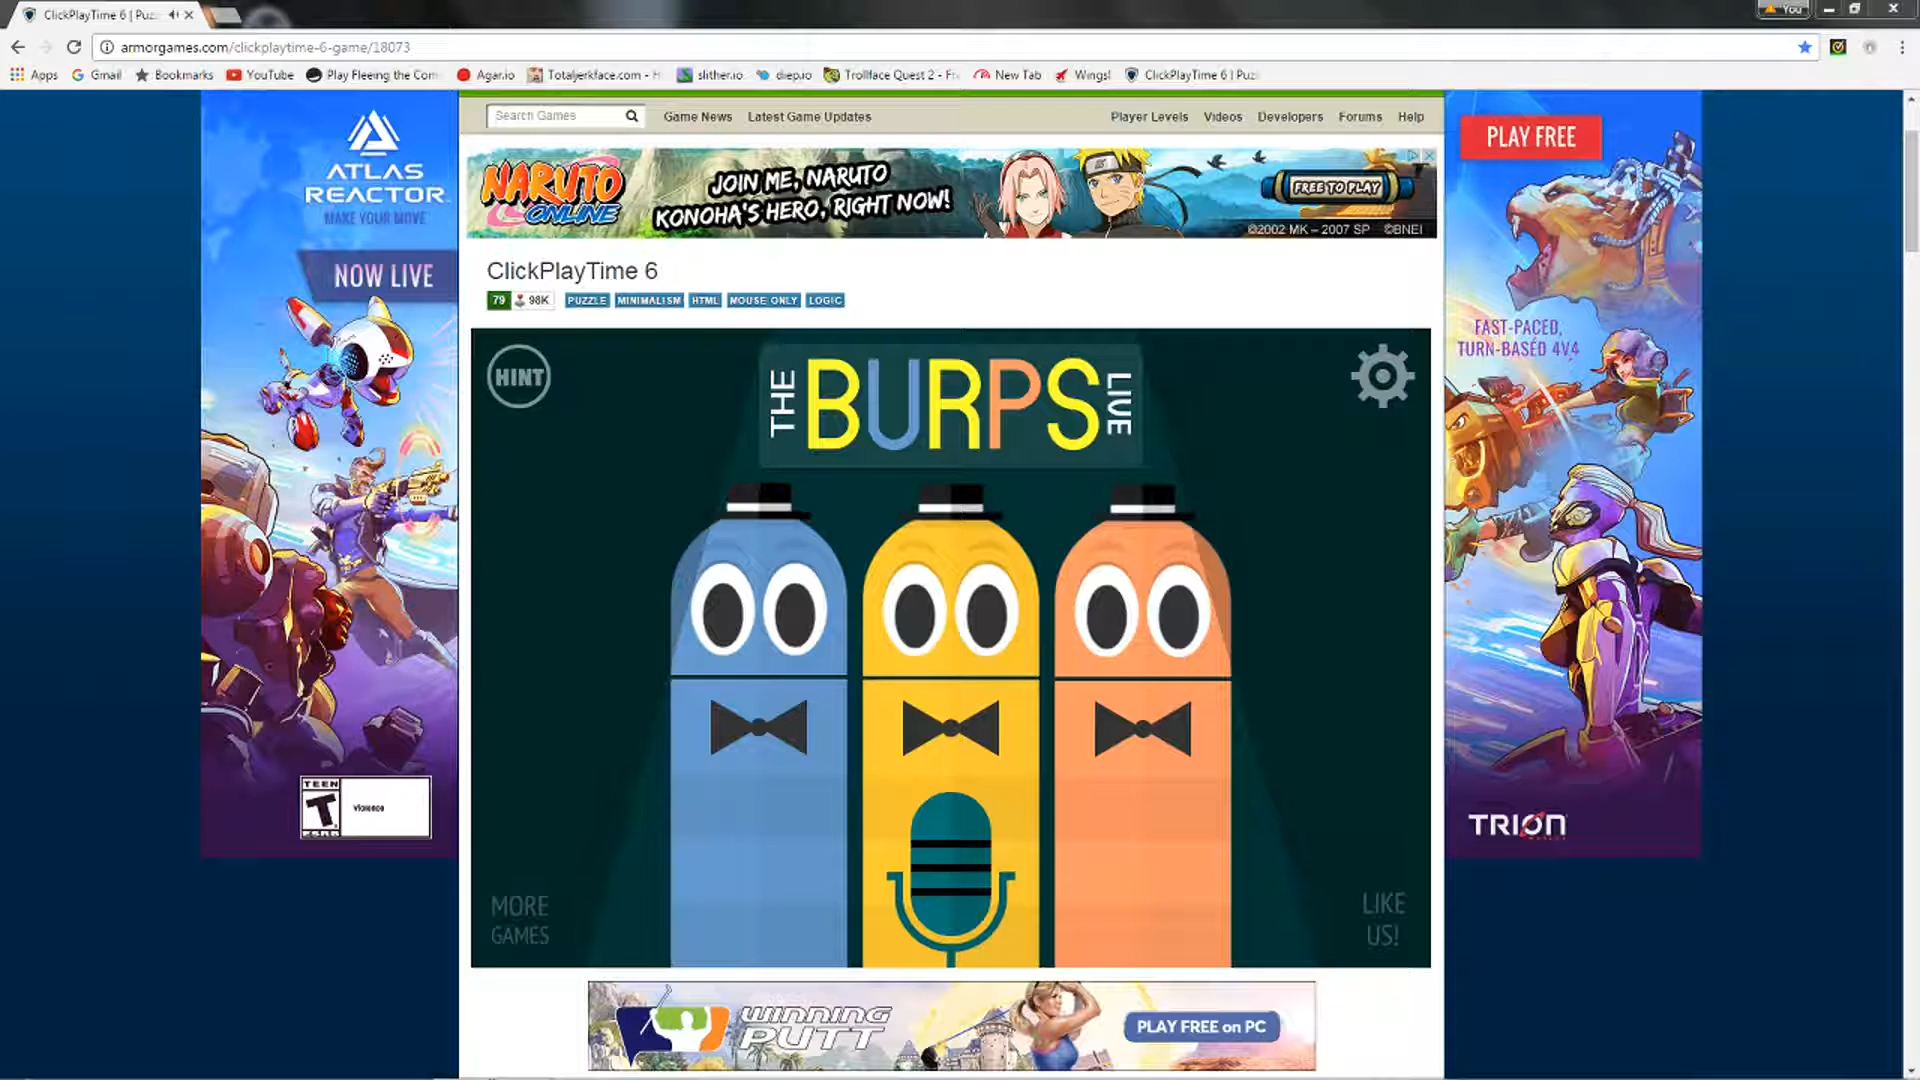 ClickPlayTime 6 | Puz
You
armorgames.com/clickplaytime-6-game/18073
Apps
Gmail
Bookmarks
YouTube
Play Fleeing the Com
Agar.io
Totaljerkface.com - H
slither.io
diep.io
Trollface Quest 2 - Fr
New Tab
Wings!
ClickPlayTime 6 | Puz
Search Games
Game News
Latest Game Updates
Player Levels
Videos
Developers
Forums
Help
ATLAS
REACTOR
MAKE YOUR MOVE
NOW LIVE
TEEN
T
ESRB
Violence
NARUTO
ONLINE
JOIN ME, NARUTO
KONOHA'S HERO, RIGHT NOW!
FREE TO PLAY
©2002 MK – 2007 SP ©BNEI
PLAY FREE
FAST-PACED,
TURN-BASED 4V4
TRION
ClickPlayTime 6
79
98K
PUZZLE
MINIMALISM
HTML
MOUSE ONLY
LOGIC
HINT
THE
BURPS
LIVE
MORE
GAMES
LIKE
US!
WINNING
PUTT
PLAY FREE on PC